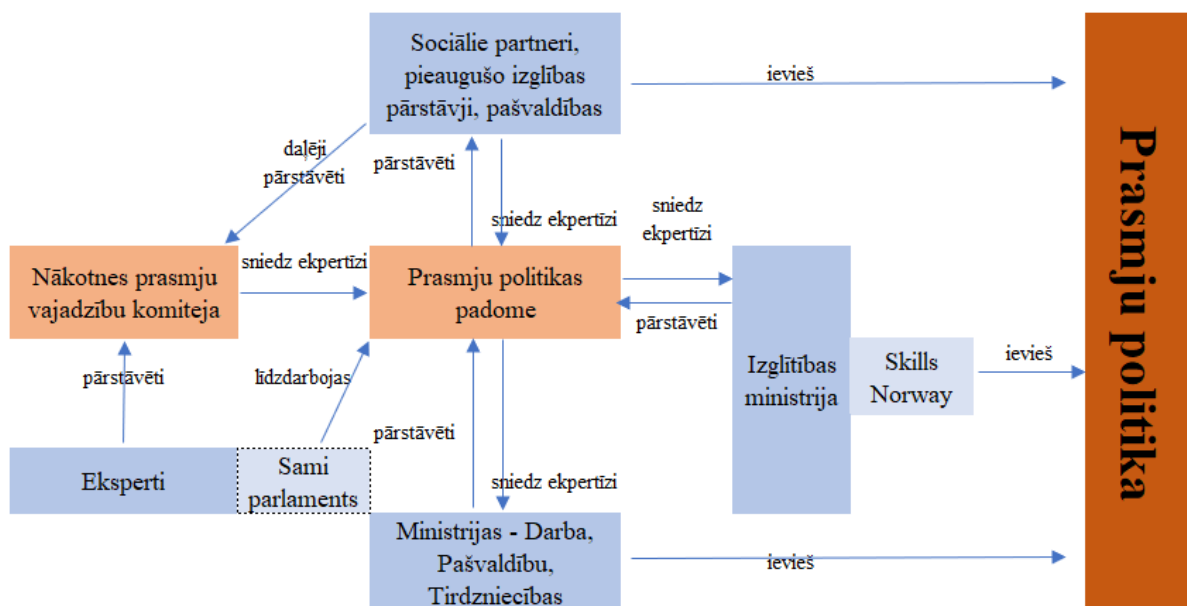 Sociālie partneri,
pieaugušo izglības
pārstāvji, pašvaldības
ievieš
daļēji
pārstāvēti
pārstāvēti
sniedz ekpertīzi
sniedz
ekpertīzi
Nākotnes prasmju
vajadzību komiteja
sniedz ekpertīzi
Prasmju politikas
padome
pārstāvēti
Izglītības
ministrija
Skills
Norway
ievieš
Prasmju politika
pārstāvēti
līdzdarbojas
pārstāvēti
Eksperti
Sami
parlaments
sniedz ekpertīzi
Ministrijas - Darba,
Pašvaldību,
Tirdzniecības
ievieš